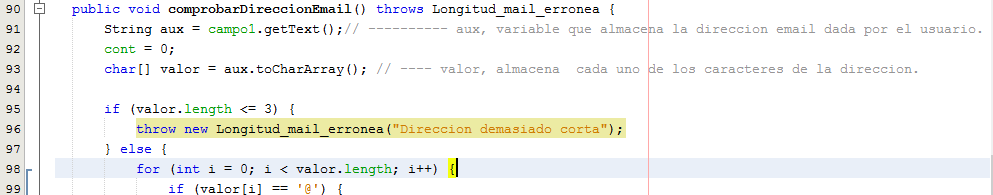 90 public void comprobarDireccionEmail() throws Longitud_mail_erronea {
91 String aux = campo1.getText();// ---------- aux, variable que almacena la direccion email dada por el usuario.
92 cont = 0;
93 char[] valor = aux.toCharArray(); // ---- valor, almacena  cada uno de los caracteres de la direccion.
94
95 if (valor.length <= 3) {
96 throw new Longitud_mail_erronea("Direccion demasiado corta");
97 } else {
98 for (int i = 0; i < valor.length; i++) {
99 if (valor[i] == '@') {